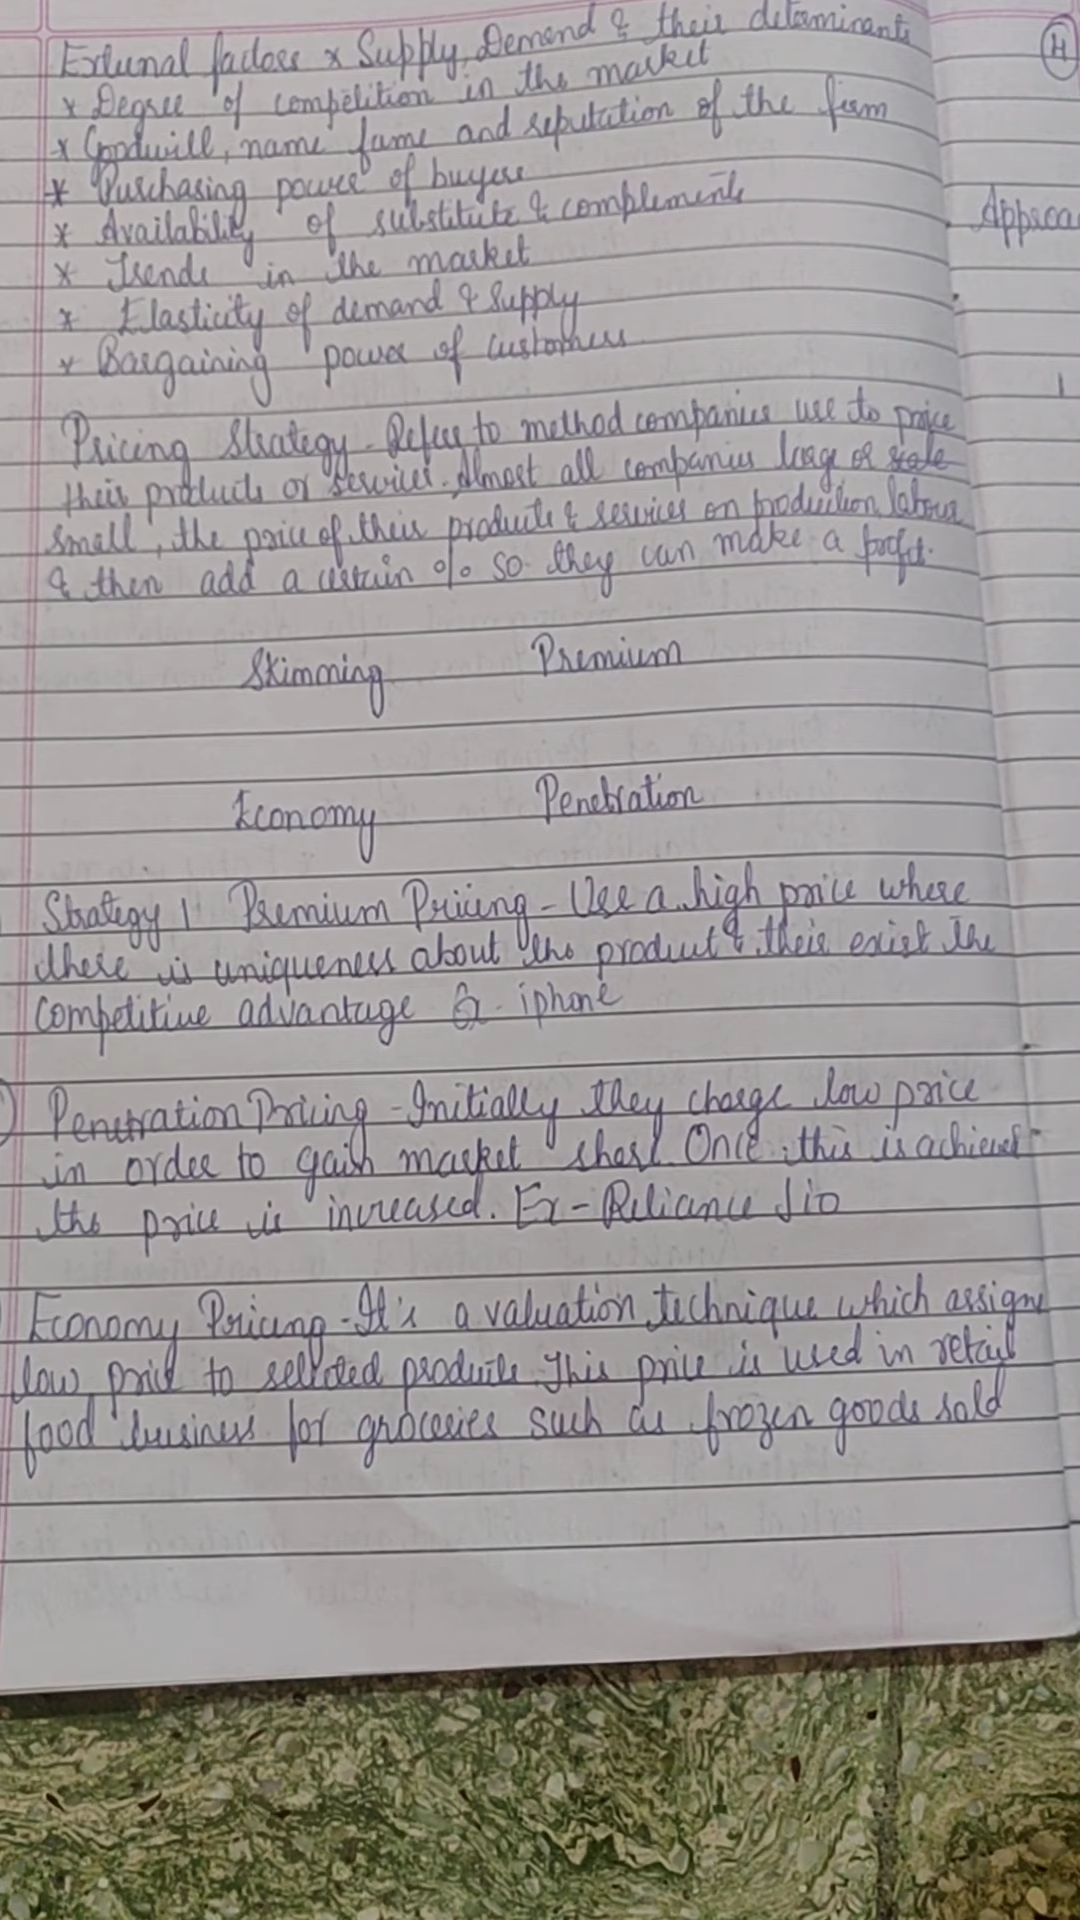 External factors * Supply, Demand & their determinants
* Degree of competition in the market
* Goodwill, name fame and reputation of the firm
* Purchasing power of buyers
* Availability of substitute & complements
* Trends in the market
* Elasticity of demand & supply
* Bargaining power of customers
Pricing Strategy - Refers to method companies use to price
their products or services. Almost all companies large or
small, the price of their products & services on production, labour
& then add a certain % so they can make a profit.
Skimming Premium
Economy Penetration
Strategy 1 Premium Pricing - Use a high price where
there is uniqueness about the product & their exist the
competitive advantage Ex - iphone
Penetration Pricing - Initially they charge low price
in order to gain market share. Once this is achieved
the price is increased. Ex - Reliance Jio
Economy Pricing - It's a valuation technique which assigns
low price to selected products. This price is used in retail
food business for groceries such as frozen goods sold
H
Approa
1